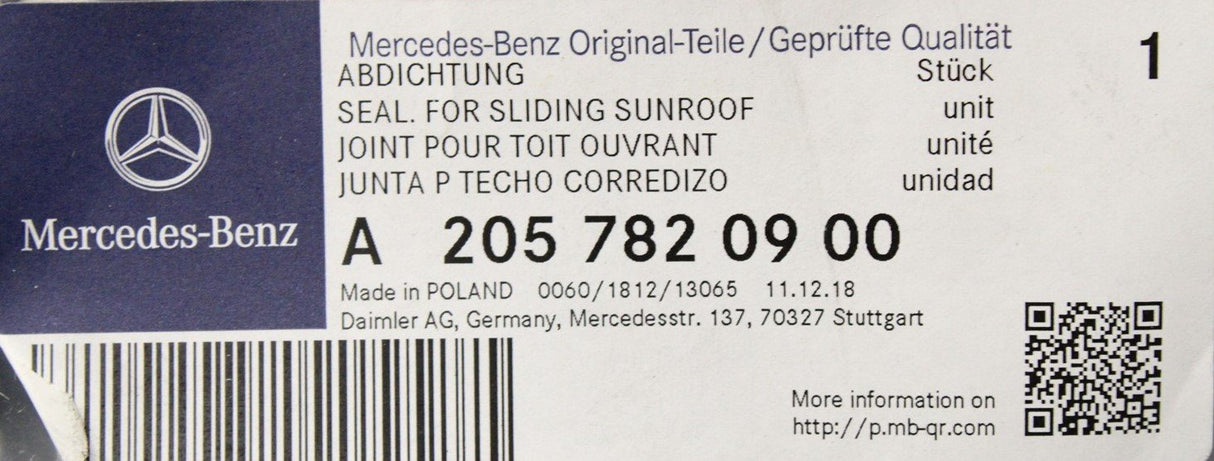 Mercedes-Benz
Mercedes-Benz Original-Teile/Geprüfte Qualität
1
ABDICHTUNG Stück
SEAL. FOR SLIDING SUNROOF unit
JOINT POUR TOIT OUVRANT unité
JUNTA P TECHO CORREDIZO unidad
A 205 782 09 00
Made in POLAND 0060/1812/13065 11.12.18
Daimler AG, Germany, Mercedesstr. 137, 70327 Stuttgart
More information on
http://p.mb-qr.com